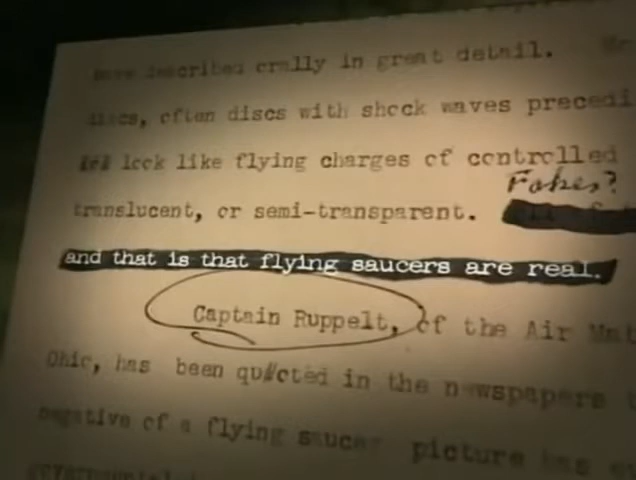 described orally in great detail.
discs, often discs with shock waves precedi
look like flying charges of controlled
Fakes?
translucent, or semi-transparent.
and that is that flying saucers are real.
Captain Ruppelt, of the Air
Ohio, has been quoted in the newspapers
negative of a flying saucer picture has